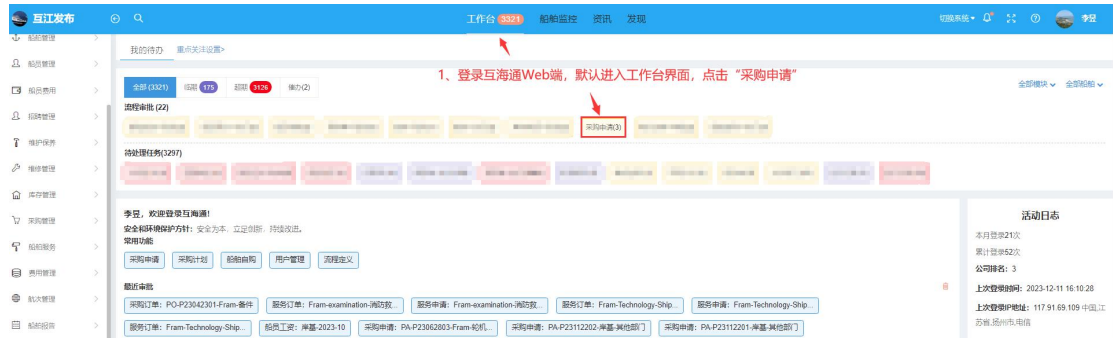 互江发布
工作台 3321 船舶监控 资讯 发现
切换系统 李昱
船舶管理
船员管理
船员费用
招聘管理
维护保养
维修管理
库存管理
采购管理
船舶服务
费用管理
航次管理
船舶报告
我的待办 重点关注设置>
1、登录互海通Web端，默认进入工作台界面，点击“采购申请”
全部 (3321) 临期 175 超期 3126 催办(2)
全部模块 全部船舶
流程审批 (22)
采购申请(3)
待处理任务(3297)
李昱，欢迎登录互海通!
安全和环境保护方针：安全为本、立足创新、持续改进。
常用功能
采购申请 采购计划 船舶自购 用户管理 流程定义
最近审批
采购订单：PO-P23042301-Fram-备件 服务订单：Fram-examination-消防救... 服务申请：Fram-examination-消防救... 服务订单：Fram-Technology-Ship... 服务申请：Fram-Technology-Ship...
服务订单：Fram-Technology-Ship... 船员工资：岸基-2023-10 采购申请：PA-P23062803-Fram-轮机... 采购申请：PA-P23112202-岸基-其他部门 采购申请：PA-P23112201-岸基-其他部门
活动日志
本月登录21次
累计登录52次
公司排名：3
上次登录时间：2023-12-11 16:10:28
上次登录IP地址：117.91.69.109 中国,江
苏省,扬州市,电信